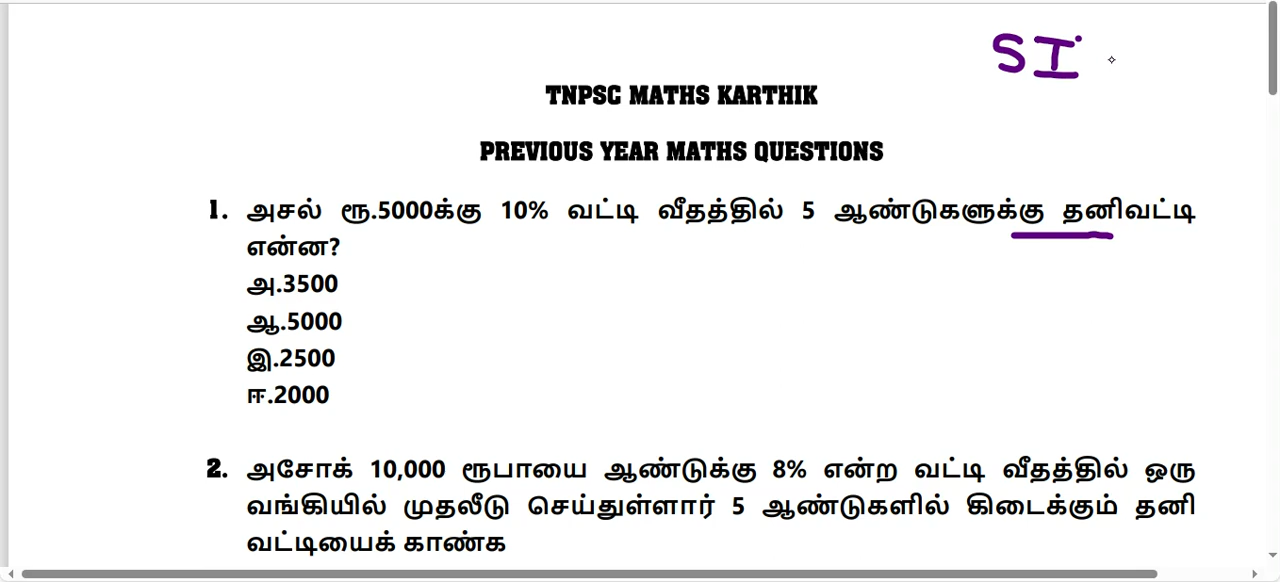 SI
TNPSC MATHS KARTHIK
PREVIOUS YEAR MATHS QUESTIONS
1. அசல் ரூ.5000க்கு 10% வட்டி வீதத்தில் 5 ஆண்டுகளுக்கு தனிவட்டி
என்ன?
அ.3500
ஆ.5000
இ.2500
ஈ.2000
2. அசோக் 10,000 ரூபாயை ஆண்டுக்கு 8% என்ற வட்டி வீதத்தில் ஒரு
வங்கியில் முதலீடு செய்துள்ளார் 5 ஆண்டுகளில் கிடைக்கும் தனி
வட்டியைக் காண்க